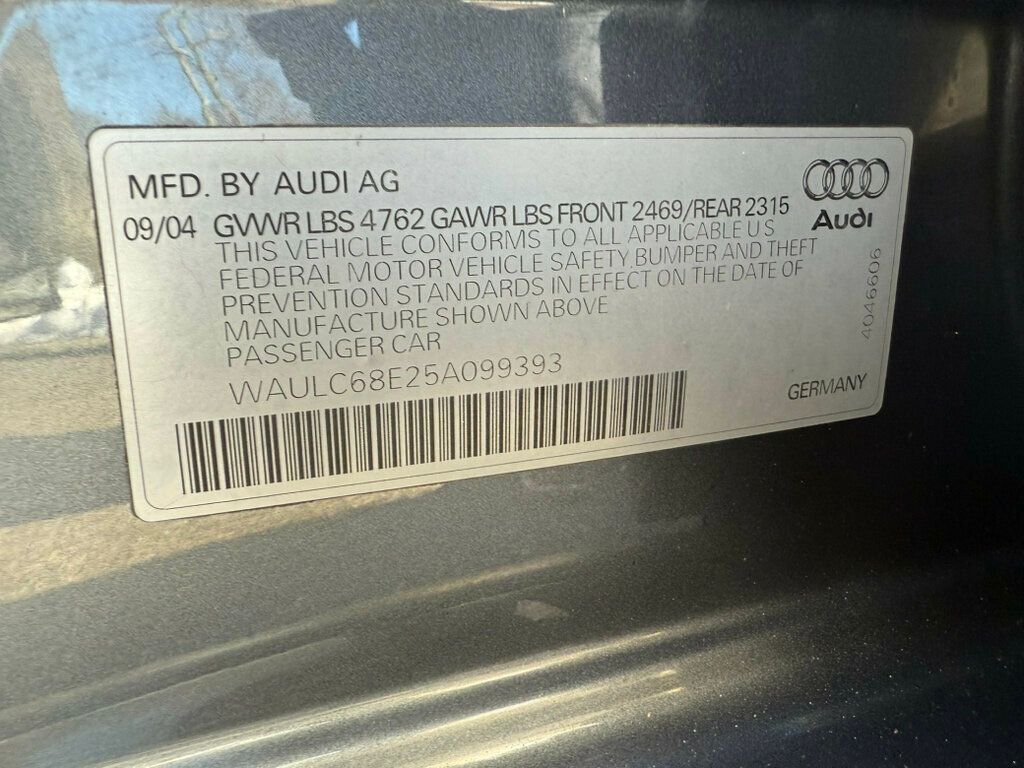 MFD. BY AUDI AG
09/04 GVWR LBS 4762 GAWR LBS FRONT 2469/REAR 2315
THIS VEHICLE CONFORMS TO ALL APPLICABLE U S
FEDERAL MOTOR VEHICLE SAFETY, BUMPER AND THEFT
PREVENTION STANDARDS IN EFFECT ON THE DATE OF
MANUFACTURE SHOWN ABOVE
PASSENGER CAR
WAULC68E25A099393
Audi
4046606
GERMANY